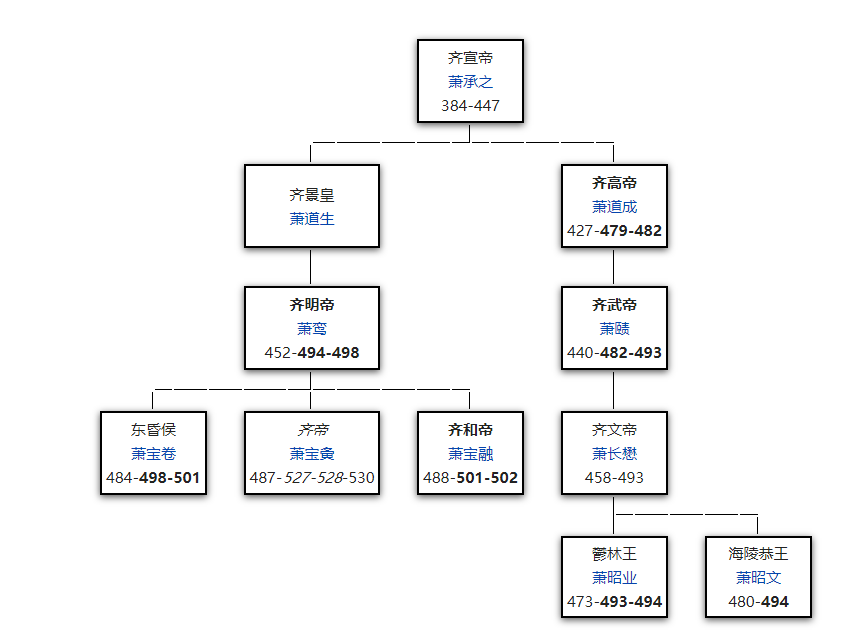 齐宣帝
萧承之
384-447
齐景皇
萧道生
齐高帝
萧道成
427-479-482
齐明帝
萧鸾
452-494-498
齐武帝
萧赜
440-482-493
东昏侯
萧宝卷
484-498-501
齐帝
萧宝夤
487-527-528-530
齐和帝
萧宝融
488-501-502
齐文帝
萧长懋
458-493
鬱林王
萧昭业
473-493-494
海陵恭王
萧昭文
480-494